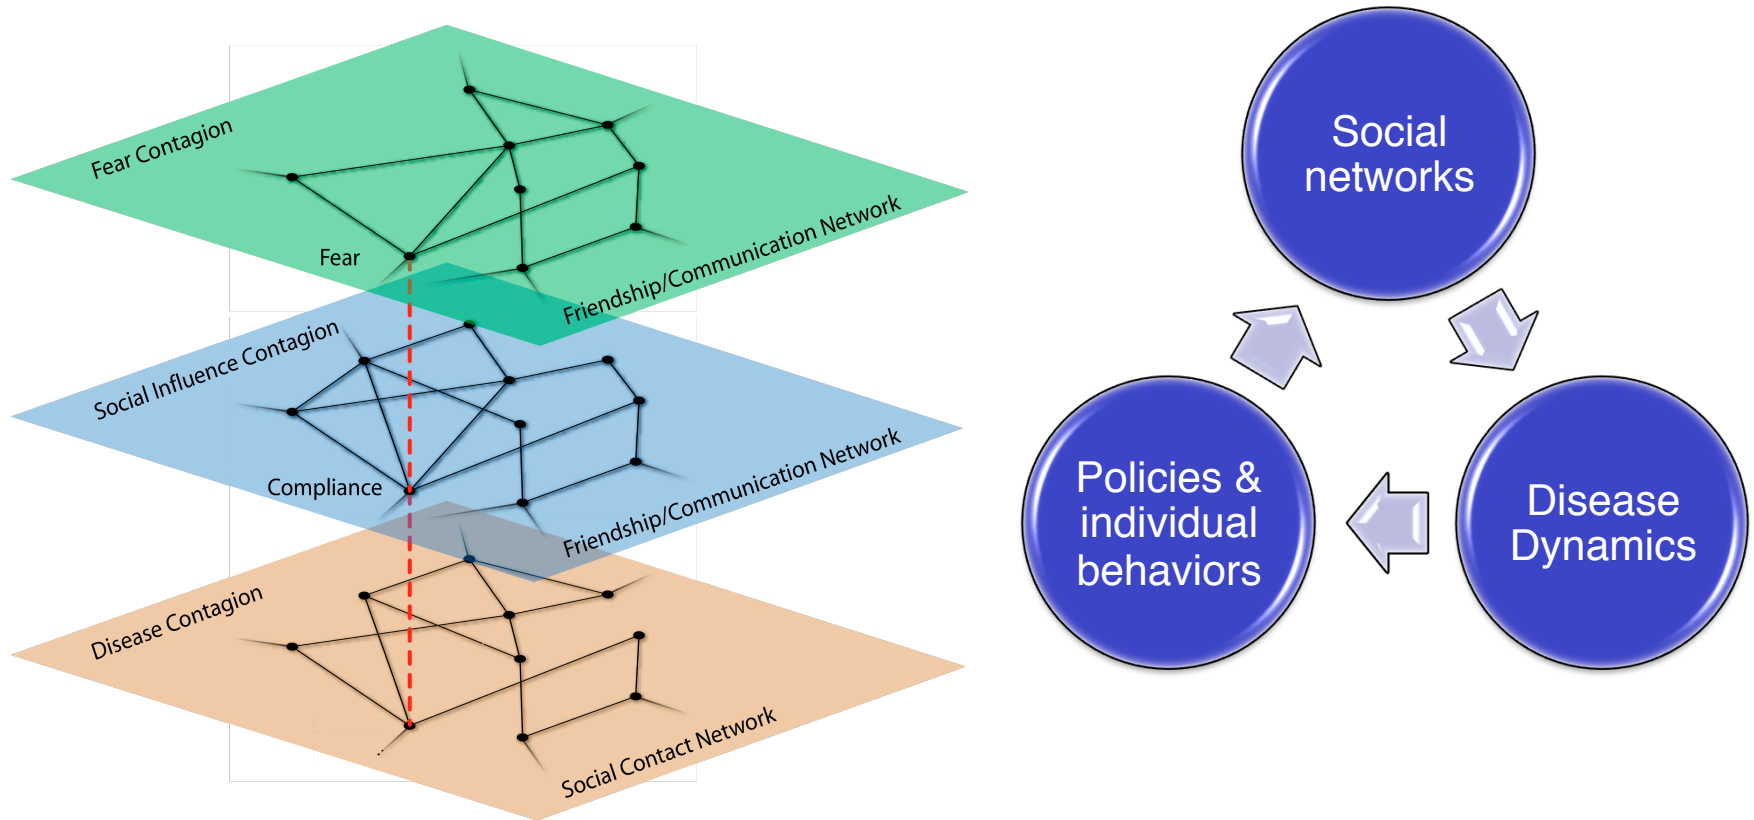 Fear Contagion
Fear
Friendship/Communication Network
Social Influence Contagion
Compliance
Friendship/Communication Network
Disease Contagion
Social Contact Network
Social
networks
Policies &
individual
behaviors
Disease
Dynamics